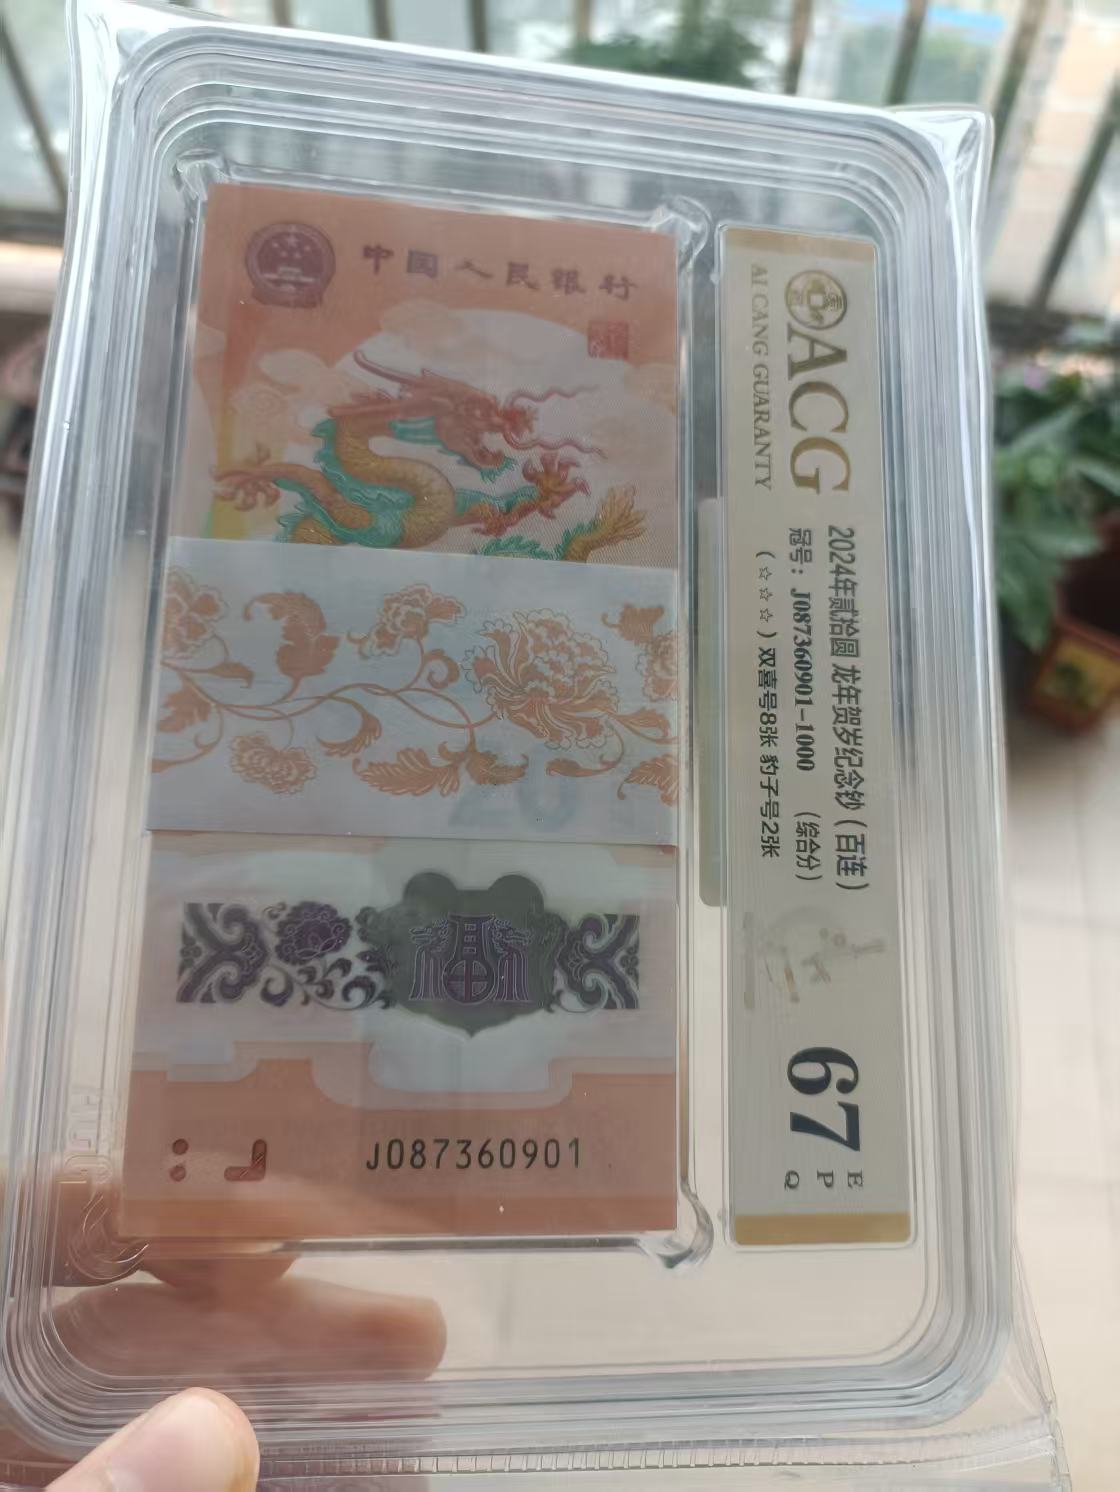 中国人民银行
J087360901
ACG
AI CANG GUARANTY
2024年贰拾圆 龙年贺岁纪念钞（百连）
冠号：J087360901-1000 （综合分）
（☆☆☆）双喜号8张 豹子号2张
67
E
P
Q